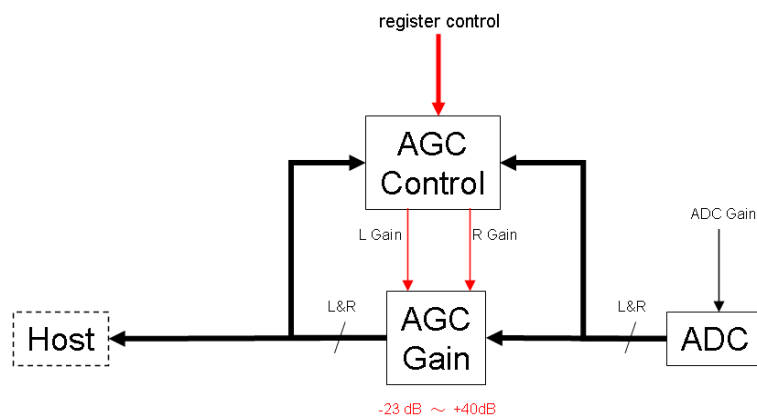 register control
AGC
Control
ADC Gain
L Gain
R Gain
L&R
L&R
Host
AGC
Gain
ADC
-23 dB ～ +40dB